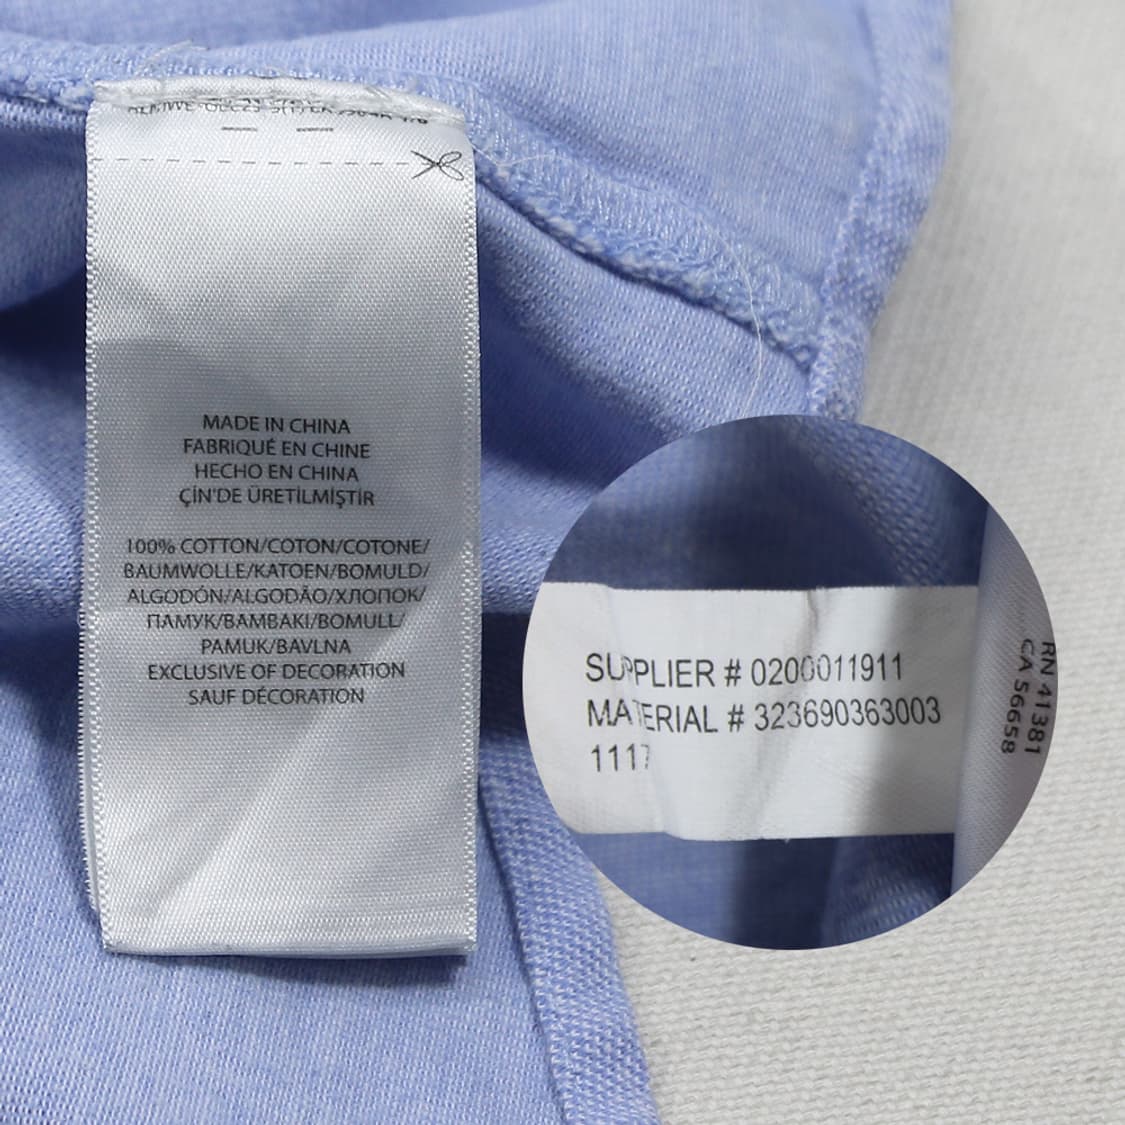 MADE IN CHINA
FABRIQUÉ EN CHINE
HECHO EN CHINA
ÇİN'DE ÜRETİLMİŞTİR
100% COTTON/COTON/COTONE/
BAUMWOLLE/KATOEN/BOMULD/
ALGODÓN/ALGODÃO/ХЛОПОК/
ПАМУК/BAMBAKI/BOMULL/
PAMUK/BAVLNA
EXCLUSIVE OF DECORATION
SAUF DÉCORATION
SUPPLIER # 0200011911
MATERIAL # 323690363003
1117
RN 41381
CA 56658